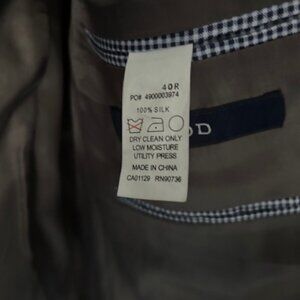 40R
PO# 4900003974
100% SILK
DRY CLEAN ONLY
LOW MOISTURE
UTILITY PRESS
MADE IN CHINA
CA01129 RN90736
OD